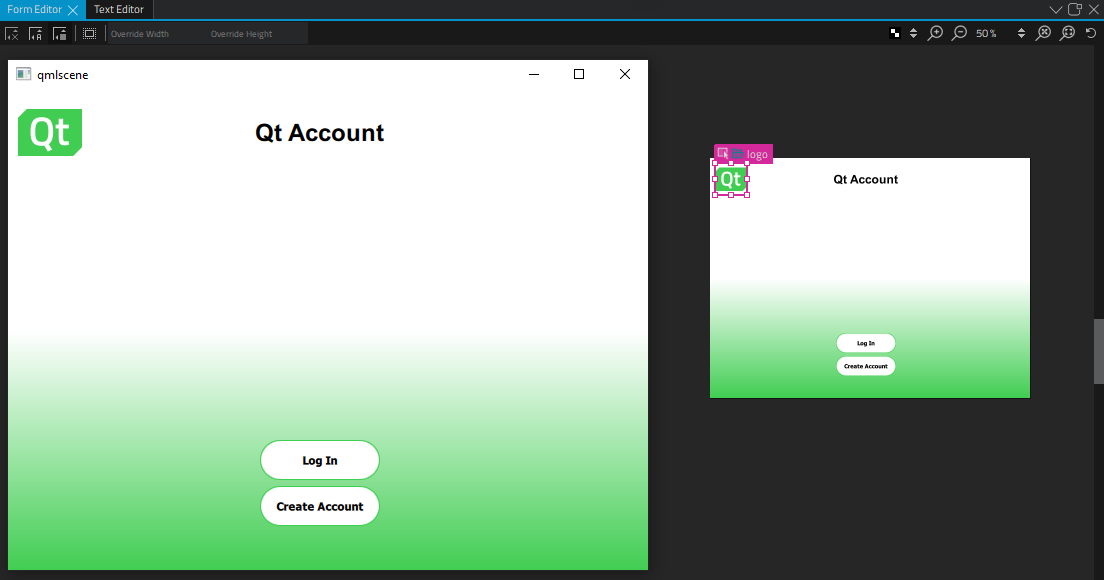 Form Editor
Text Editor
Override Width
Override Height
50%
qmlscene
Qt
Qt Account
Log In
Create Account
logo
Qt
Qt Account
Log In
Create Account